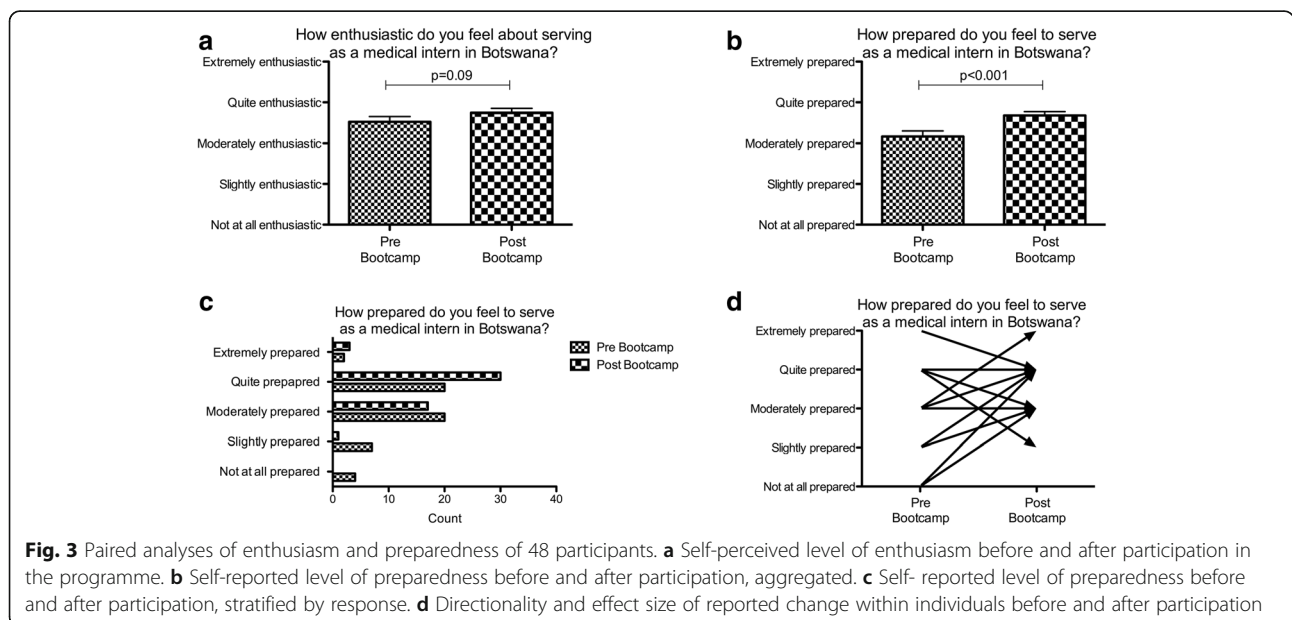 a
How enthusiastic do you feel about serving
as a medical intern in Botswana?
Extremely enthusiastic
p=0.09
Quite enthusiastic
Moderately enthusiastic
Slightly enthusiastic
Not at all enthusiastic
Pre
Bootcamp
Post
Bootcamp
b
How prepared do you feel to serve
as a medical intern in Botswana?
Extremely prepared
p<0.001
Quite prepared
Moderately prepared
Slightly prepared
Not at all prepared
Pre
Bootcamp
Post
Bootcamp
c
How prepared do you feel to serve
as a medical intern in Botswana?
Pre Bootcamp
Post Bootcamp
Extremely prepared
Quite prepapred
Moderately prepared
Slightly prepared
Not at all prepared
0 10 20 30 40
Count
d
How prepared do you feel to serve
as a medical intern in Botswana?
Extremely prepared
Quite prepared
Moderately prepared
Slightly prepared
Not at all prepared
Pre
Bootcamp
Post
Bootcamp
Fig. 3 Paired analyses of enthusiasm and preparedness of 48 participants. a Self-perceived level of enthusiasm before and after participation in
the programme. b Self-reported level of preparedness before and after participation, aggregated. c Self- reported level of preparedness before
and after participation, stratified by response. d Directionality and effect size of reported change within individuals before and after participation